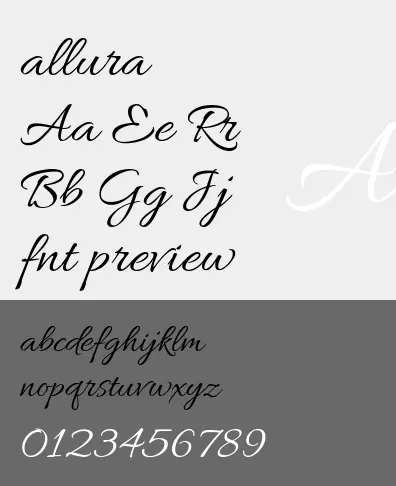 allura
Aa Ee Rr
Bb Gg Jj
fnt preview
A
abcdefghijklm
nopqrstuvwxyz
0123456789